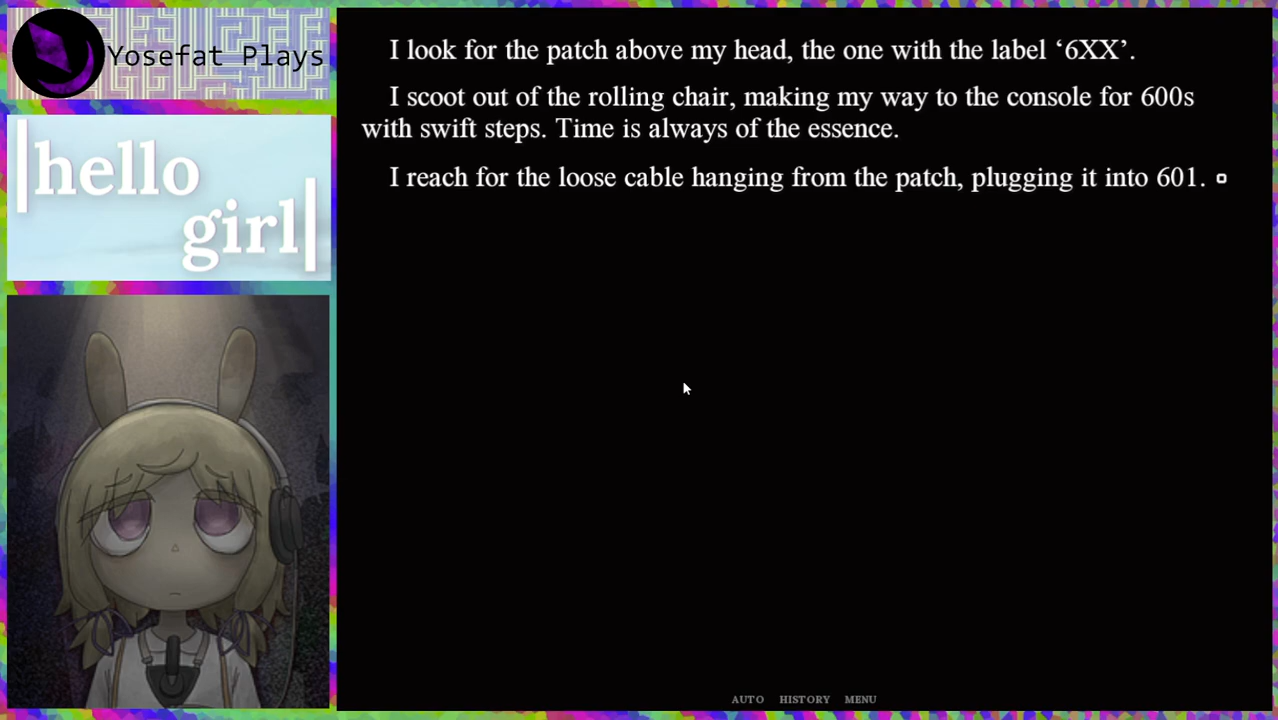 Yosefat Plays
|hello
girl|
I look for the patch above my head, the one with the label ‘6XX’.
I scoot out of the rolling chair, making my way to the console for 600s
with swift steps. Time is always of the essence.
I reach for the loose cable hanging from the patch, plugging it into 601.
AUTO HISTORY MENU